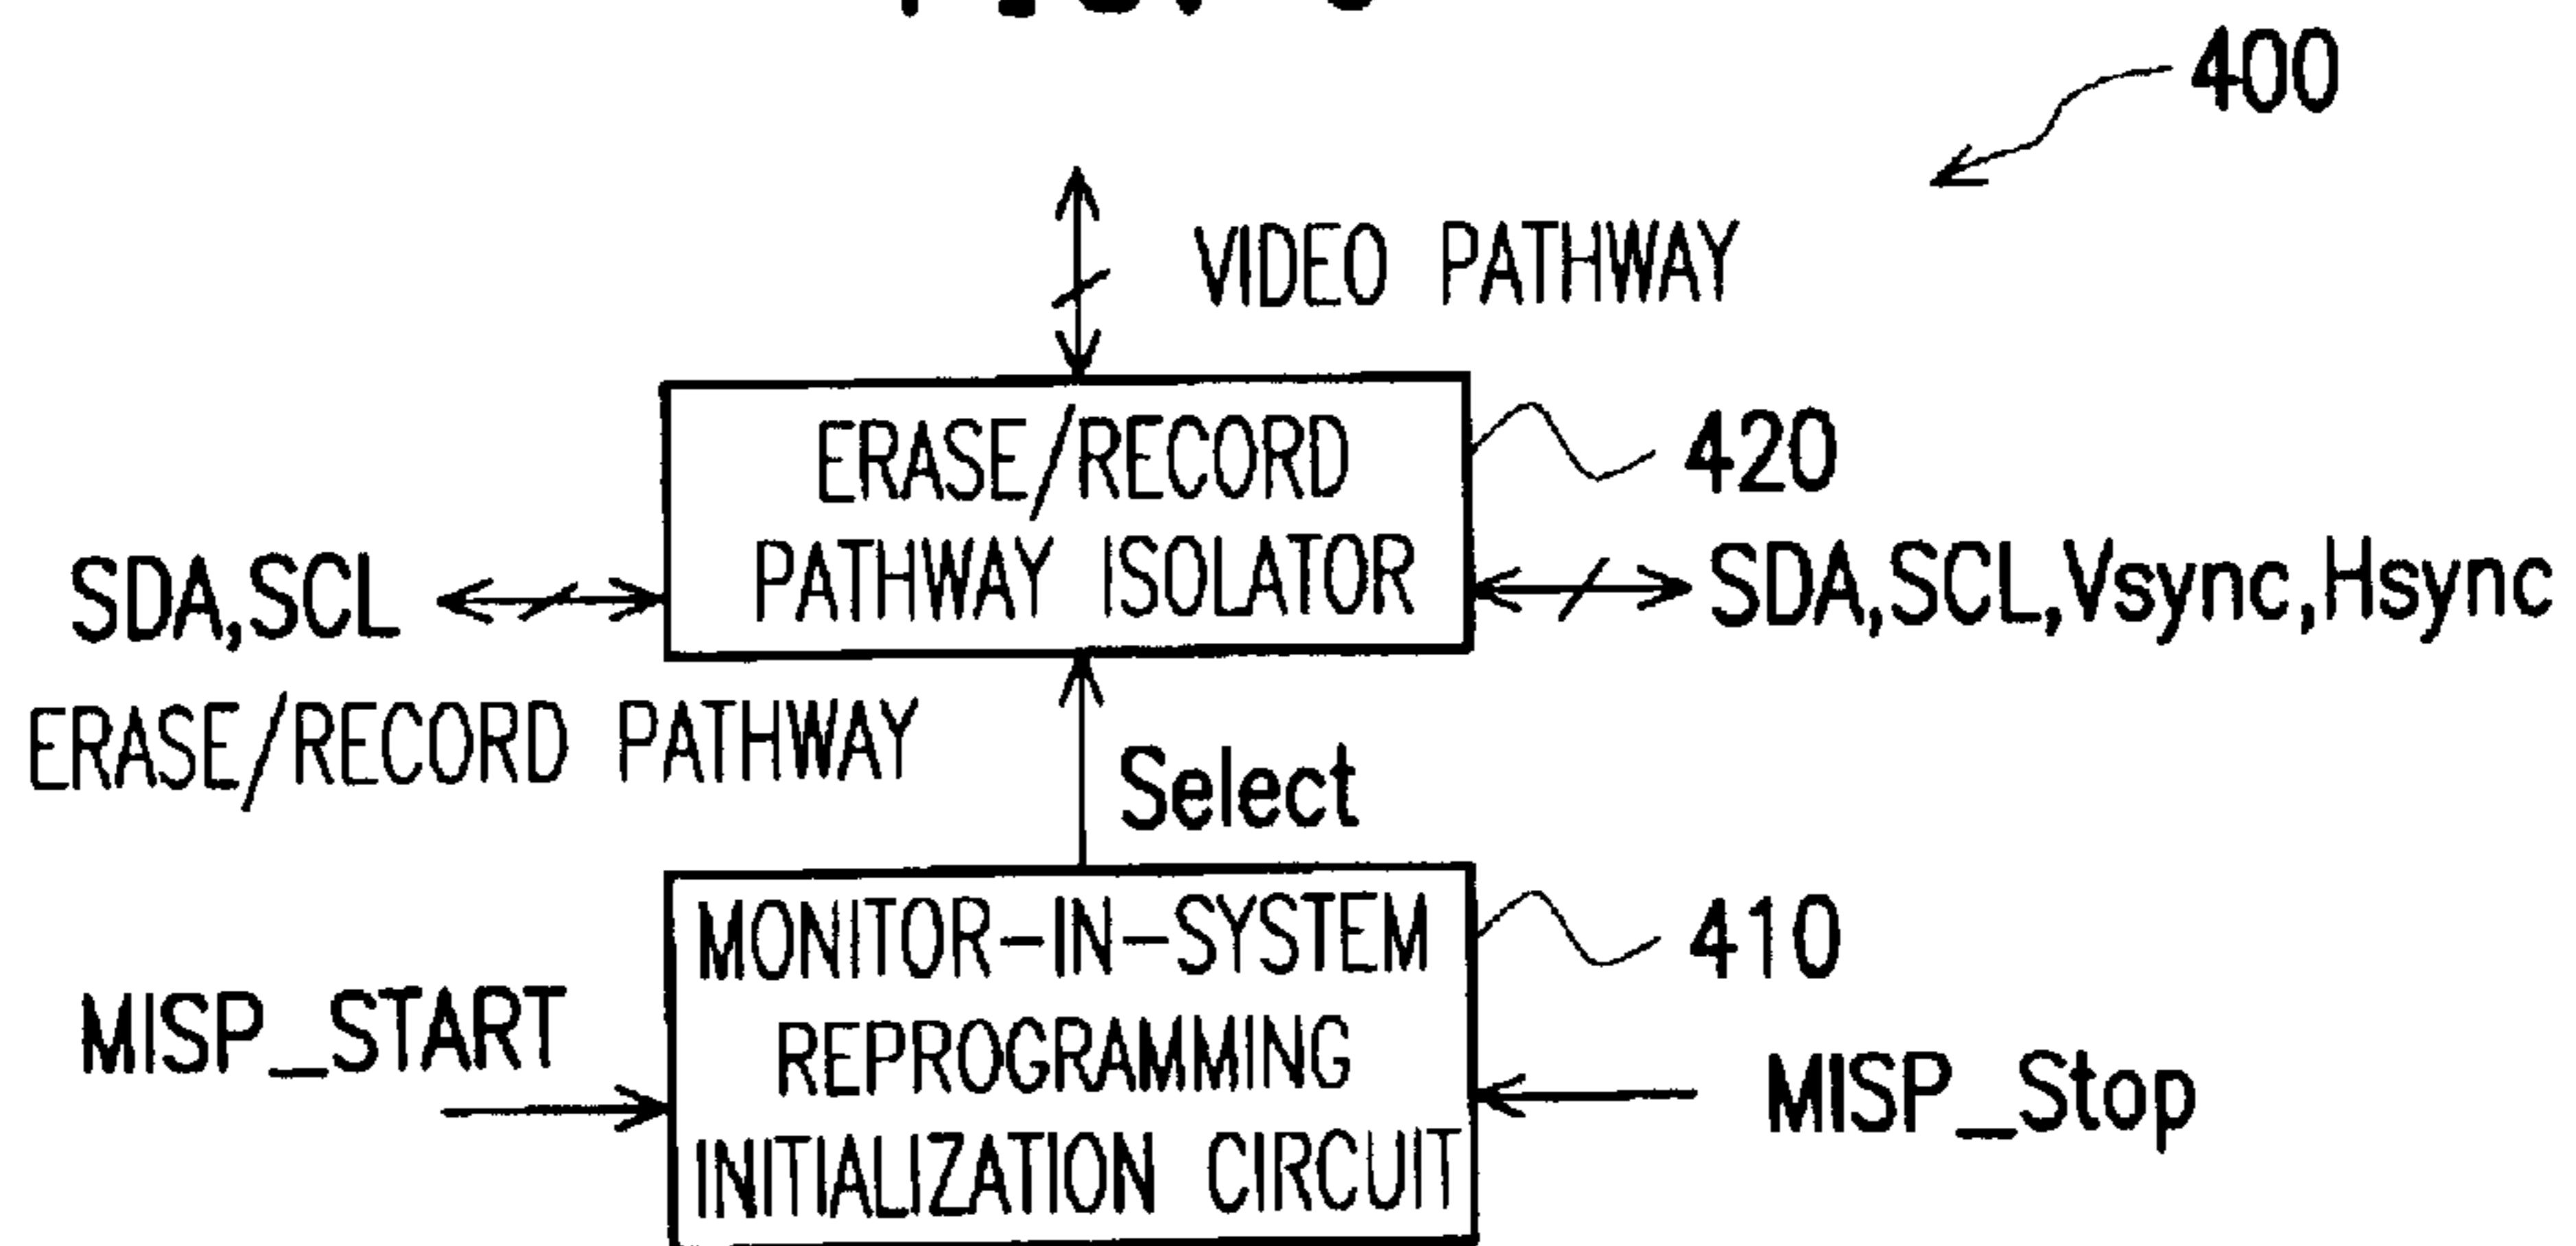 400
VIDEO PATHWAY
ERASE/RECORD
PATHWAY ISOLATOR
420
SDA,SCL
SDA,SCL,Vsync,Hsync
ERASE/RECORD PATHWAY
Select
MONITOR-IN-SYSTEM
REPROGRAMMING
INITIALIZATION CIRCUIT
410
MISP_START
MISP_Stop